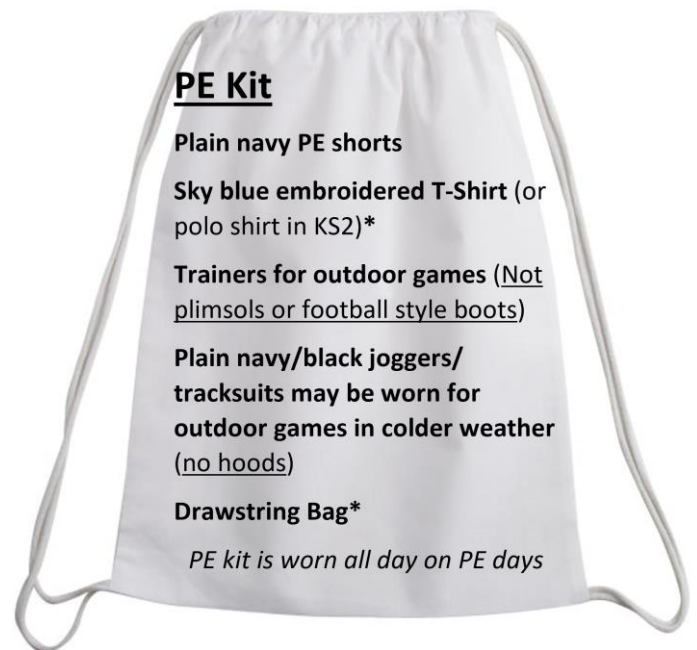 PE Kit
Plain navy PE shorts
Sky blue embroidered T-Shirt (or
polo shirt in KS2)*
Trainers for outdoor games (Not
plimsols or football style boots)
Plain navy/black joggers/
tracksuits may be worn for
outdoor games in colder weather
(no hoods)
Drawstring Bag*
PE kit is worn all day on PE days